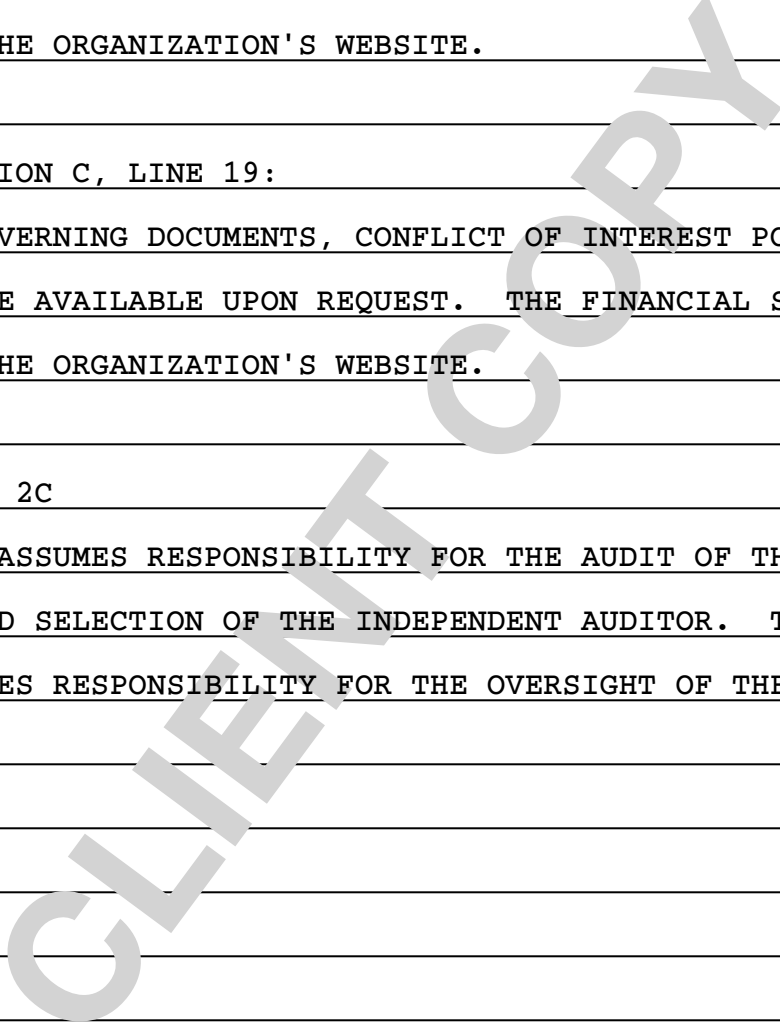 HE ORGANIZATION'S WEBSITE.
ION C, LINE 19:
VERNING DOCUMENTS, CONFLICT OF INTEREST PO
E AVAILABLE UPON REQUEST.  THE FINANCIAL S
HE ORGANIZATION'S WEBSITE.
2C
ASSUMES RESPONSIBILITY FOR THE AUDIT OF TH
D SELECTION OF THE INDEPENDENT AUDITOR.  T
ES RESPONSIBILITY FOR THE OVERSIGHT OF THE
CLIENT COPY